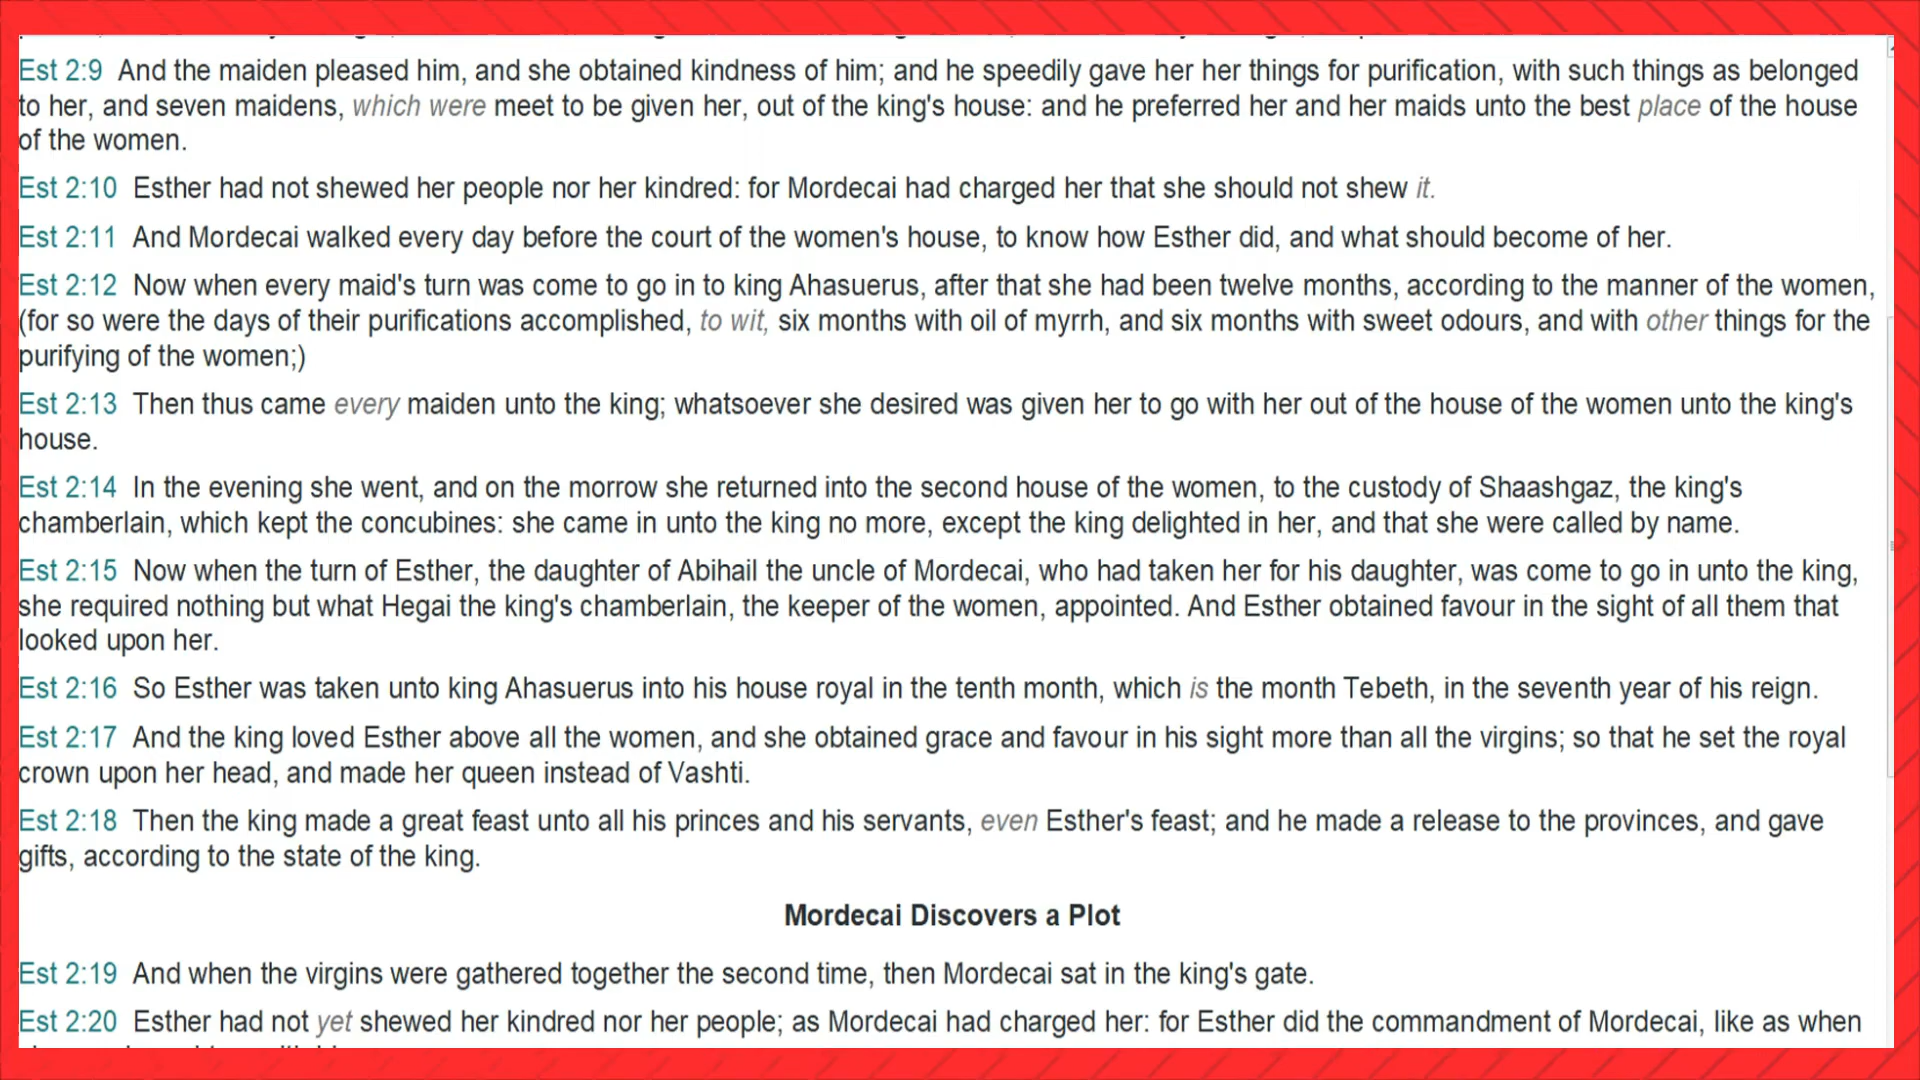 Est 2:9 And the maiden pleased him, and she obtained kindness of him; and he speedily gave her her things for purification, with such things as belonged
to her, and seven maidens, which were meet to be given her, out of the king's house: and he preferred her and her maids unto the best place of the house
of the women.
Est 2:10 Esther had not shewed her people nor her kindred: for Mordecai had charged her that she should not shew it.
Est 2:11 And Mordecai walked every day before the court of the women's house, to know how Esther did, and what should become of her.
Est 2:12 Now when every maid's turn was come to go in to king Ahasuerus, after that she had been twelve months, according to the manner of the women,
(for so were the days of their purifications accomplished, to wit, six months with oil of myrrh, and six months with sweet odours, and with other things for the
purifying of the women;)
Est 2:13 Then thus came every maiden unto the king; whatsoever she desired was given her to go with her out of the house of the women unto the king's
house.
Est 2:14 In the evening she went, and on the morrow she returned into the second house of the women, to the custody of Shaashgaz, the king's
chamberlain, which kept the concubines: she came in unto the king no more, except the king delighted in her, and that she were called by name.
Est 2:15 Now when the turn of Esther, the daughter of Abihail the uncle of Mordecai, who had taken her for his daughter, was come to go in unto the king,
she required nothing but what Hegai the king's chamberlain, the keeper of the women, appointed. And Esther obtained favour in the sight of all them that
looked upon her.
Est 2:16 So Esther was taken unto king Ahasuerus into his house royal in the tenth month, which is the month Tebeth, in the seventh year of his reign.
Est 2:17 And the king loved Esther above all the women, and she obtained grace and favour in his sight more than all the virgins; so that he set the royal
crown upon her head, and made her queen instead of Vashti.
Est 2:18 Then the king made a great feast unto all his princes and his servants, even Esther's feast; and he made a release to the provinces, and gave
gifts, according to the state of the king.
Mordecai Discovers a Plot
Est 2:19 And when the virgins were gathered together the second time, then Mordecai sat in the king's gate.
Est 2:20 Esther had not yet shewed her kindred nor her people; as Mordecai had charged her: for Esther did the commandment of Mordecai, like as when